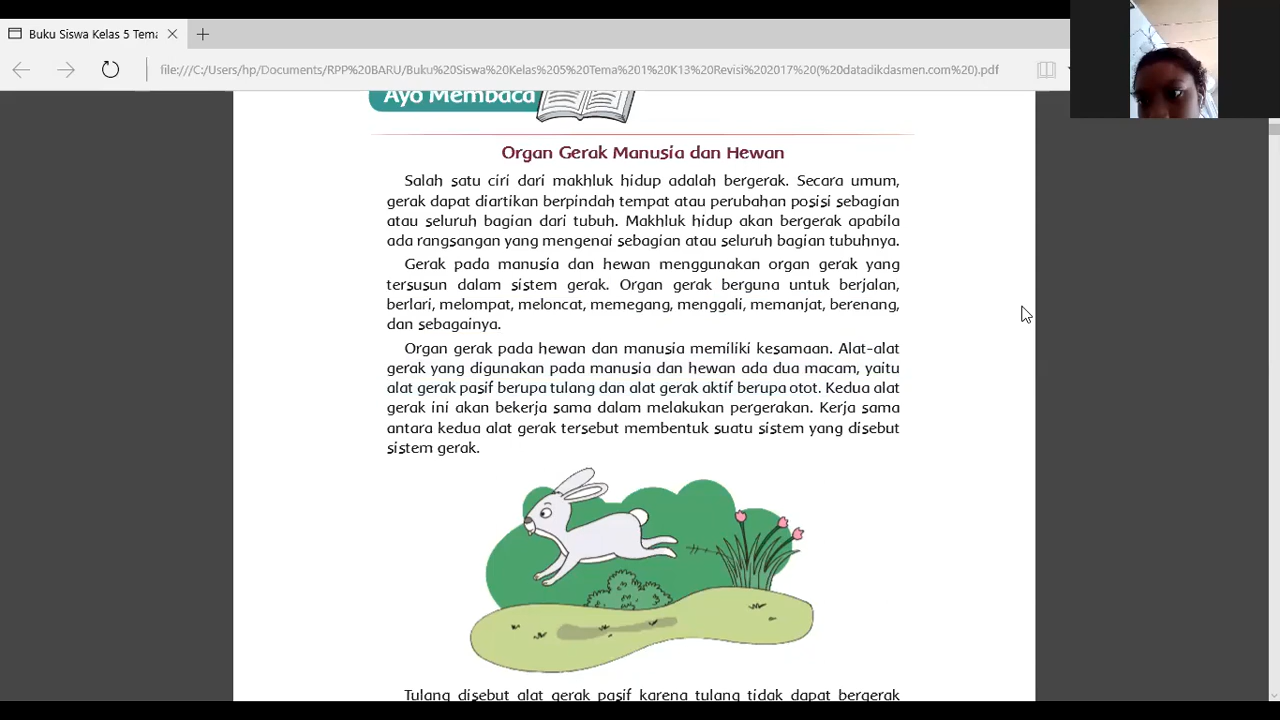 Buku Siswa Kelas 5 Tema
file:///C:/Users/hp/Documents/RPP%20BARU/Buku%20Siswa%20Kelas%205%20Tema%201%20K13%20Revisi%202017%20(%20datadikdasmen.com%20).pdf
Ayo Membaca
Organ Gerak Manusia dan Hewan
Salah satu ciri dari makhluk hidup adalah bergerak. Secara umum,
gerak dapat diartikan berpindah tempat atau perubahan posisi sebagian
atau seluruh bagian dari tubuh. Makhluk hidup akan bergerak apabila
ada rangsangan yang mengenai sebagian atau seluruh bagian tubuhnya.
Gerak pada manusia dan hewan menggunakan organ gerak yang
tersusun dalam sistem gerak. Organ gerak berguna untuk berjalan,
berlari, melompat, meloncat, memegang, menggali, memanjat, berenang,
dan sebagainya.
Organ gerak pada hewan dan manusia memiliki kesamaan. Alat-alat
gerak yang digunakan pada manusia dan hewan ada dua macam, yaitu
alat gerak pasif berupa tulang dan alat gerak aktif berupa otot. Kedua alat
gerak ini akan bekerja sama dalam melakukan pergerakan. Kerja sama
antara kedua alat gerak tersebut membentuk suatu sistem yang disebut
sistem gerak.
Tulang disebut alat gerak pasif karena tulang tidak dapat bergerak